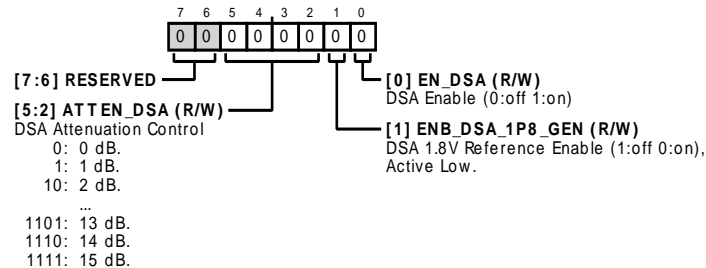 7 6 5 4 3 2 1 0
0 0 0 0 0 0 0 0
[7:6] RESERVED
[5:2] ATTEN_DSA (R/W)
DSA Attenuation Control
0: 0 dB.
1: 1 dB.
10: 2 dB.
...
1101: 13 dB.
1110: 14 dB.
1111: 15 dB.
[0] EN_DSA (R/W)
DSA Enable (0:off 1:on)
[1] ENB_DSA_1P8_GEN (R/W)
DSA 1.8V Reference Enable (1:off 0:on),
Active Low.